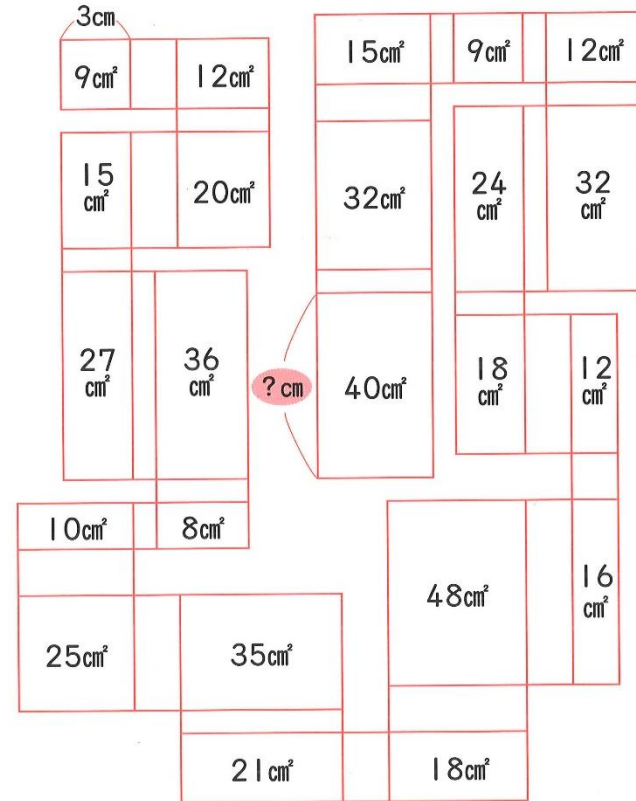 3cm
9cm² 12cm²
15cm² 9cm² 12cm²
15
cm²
20cm²
32cm²
24
cm²
32
cm²
27
cm²
36
cm²
?cm
40cm²
18
cm²
12
cm²
10cm² 8cm²
48cm²
16
cm²
25cm² 35cm²
21cm² 18cm²